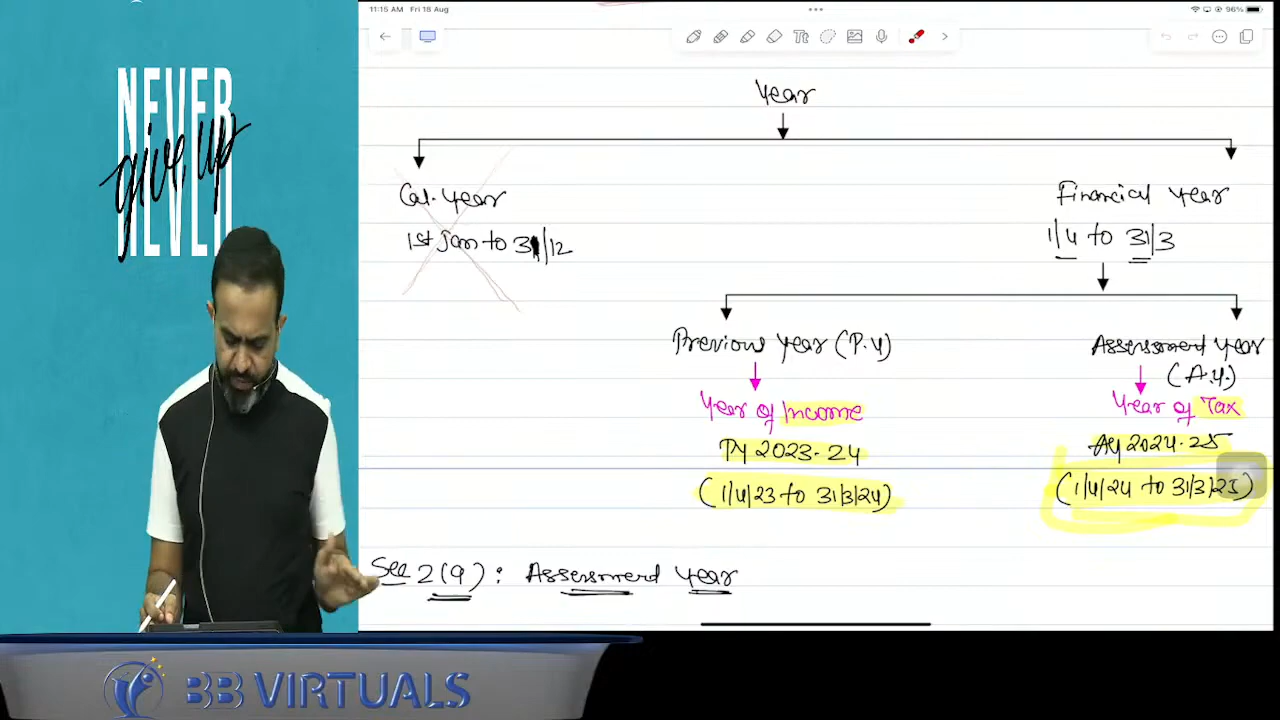 11:15 AM Fri 18 Aug
96%
NEVER
give up
NEVER
Year
Cal. Year
1st Jan to 31/12
Financial Year
1/4 to 31/3
Previous Year (P.Y)
Assessment Year
(A.Y.)
Year of Income
Year of Tax
PY 2023-24
AY 2024-25
(1/4/23 to 31/3/24)
(1/4/24 to 31/3/25)
Sec 2(9): Assessment Year
BB VIRTUALS